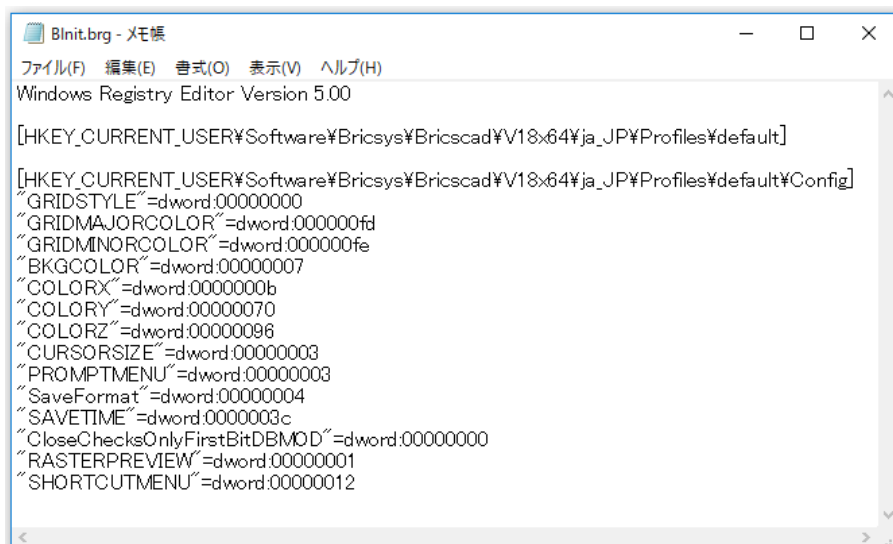 BInit.brg - メモ帳
ファイル(F) 編集(E) 書式(O) 表示(V) ヘルプ(H)
Windows Registry Editor Version 5.00
[HKEY_CURRENT_USER¥Software¥Bricsys¥Bricscad¥V18x64¥ja_JP¥Profiles¥default]
[HKEY_CURRENT_USER¥Software¥Bricsys¥Bricscad¥V18x64¥ja_JP¥Profiles¥default¥Config]
"GRIDSTYLE"=dword:00000000
"GRIDMAJORCOLOR"=dword:000000fd
"GRIDMINORCOLOR"=dword:000000fe
"BKGCOLOR"=dword:00000007
"COLORX"=dword:0000000b
"COLORY"=dword:00000070
"COLORZ"=dword:00000096
"CURSORSIZE"=dword:00000003
"PROMPTMENU"=dword:00000003
"SaveFormat"=dword:00000004
"SAVETIME"=dword:0000003c
"CloseChecksOnlyFirstBitDBMOD"=dword:00000000
"RASTERPREVIEW"=dword:00000001
"SHORTCUTMENU"=dword:00000012